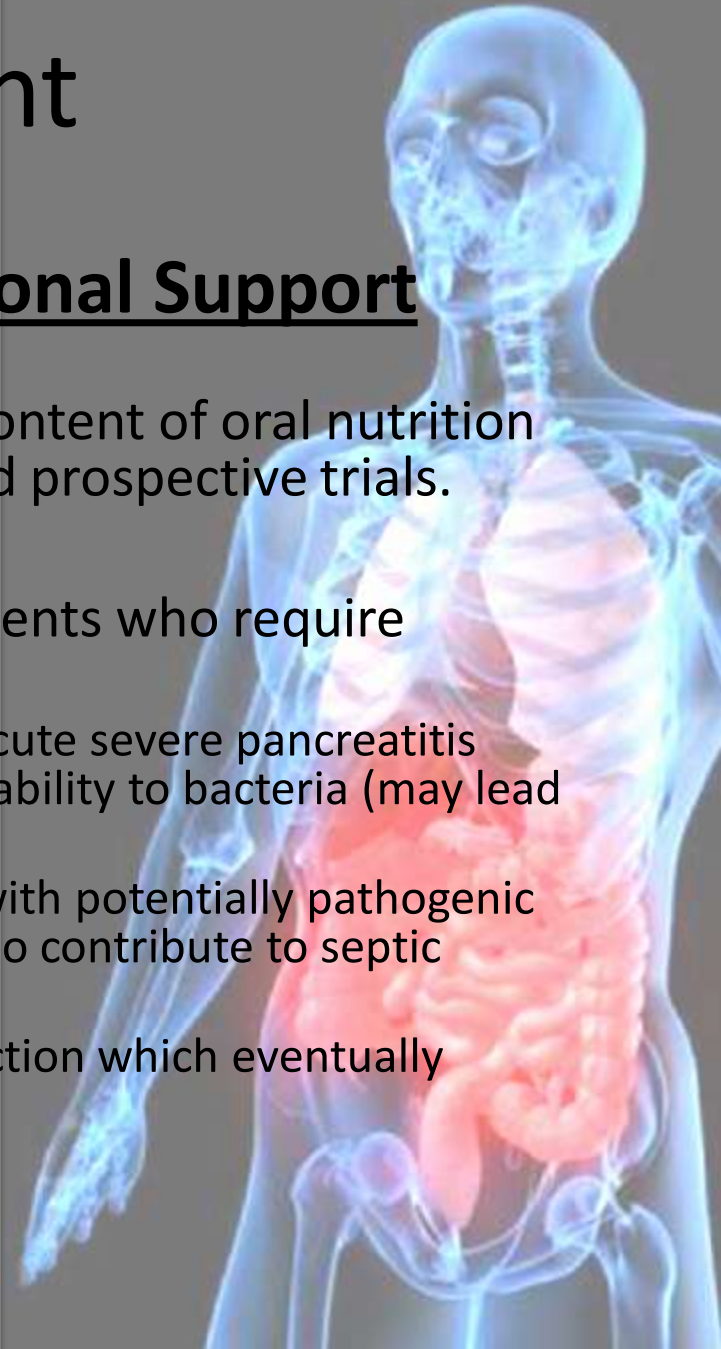 nt
onal Support
ontent of oral nutrition
d prospective trials.
ents who require
cute severe pancreatitis
ability to bacteria (may lead
vith potentially pathogenic
o contribute to septic
ction which eventually